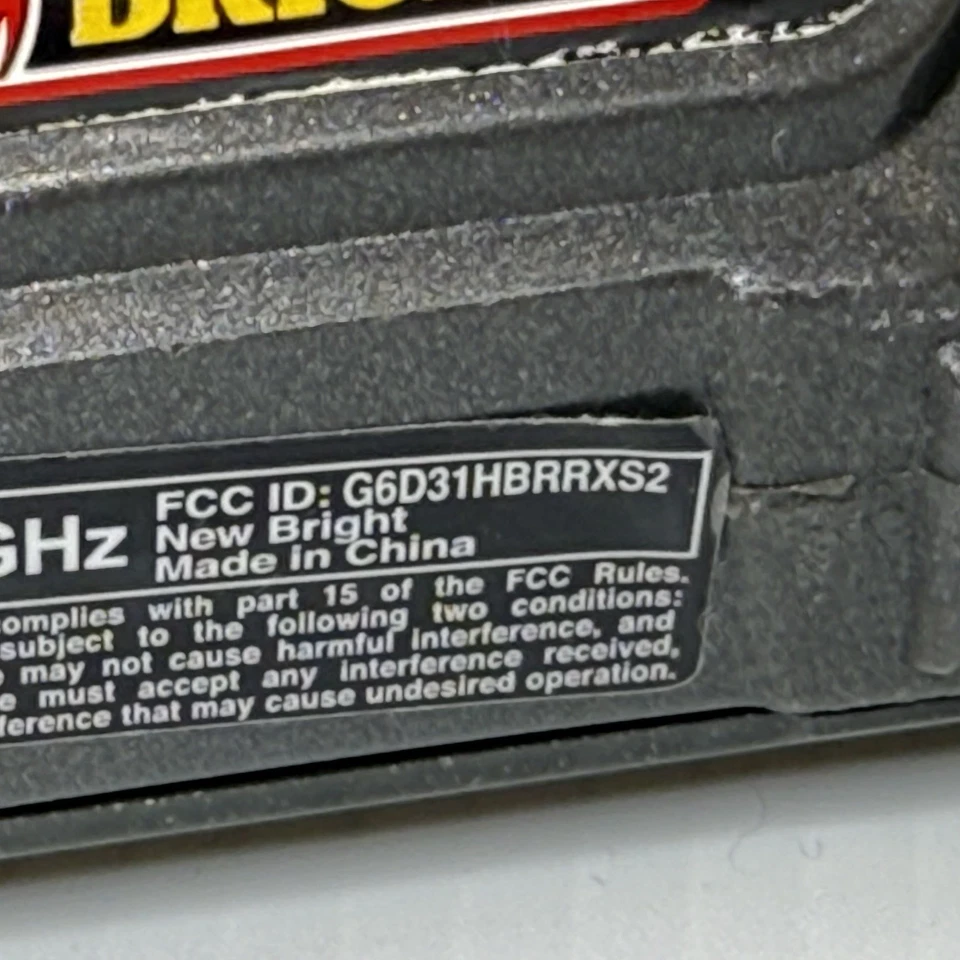 FCC ID: G6D31HBRRXS2
GHz New Bright
Made in China
complies with part 15 of the FCC Rules.
subject to the following two conditions:
may not cause harmful interference, and
must accept any interference received,
that may cause undesired operation.